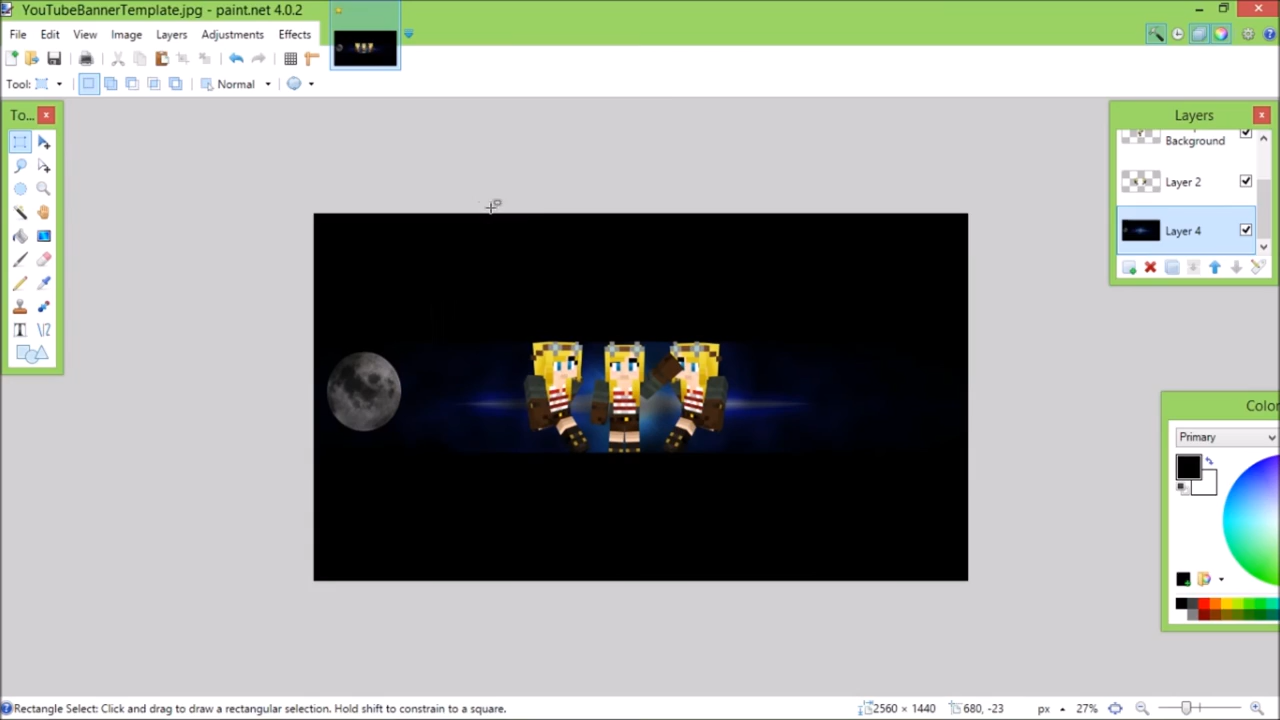 YouTubeBannerTemplate.jpg - paint.net 4.0.2
File Edit View Image Layers Adjustments Effects
Tool: Normal
To...
Layers
Background
Layer 2
Layer 4
Colo
Primary
Rectangle Select: Click and drag to draw a rectangular selection. Hold shift to constrain to a square. 2560 × 1440 680, -23 px 27%